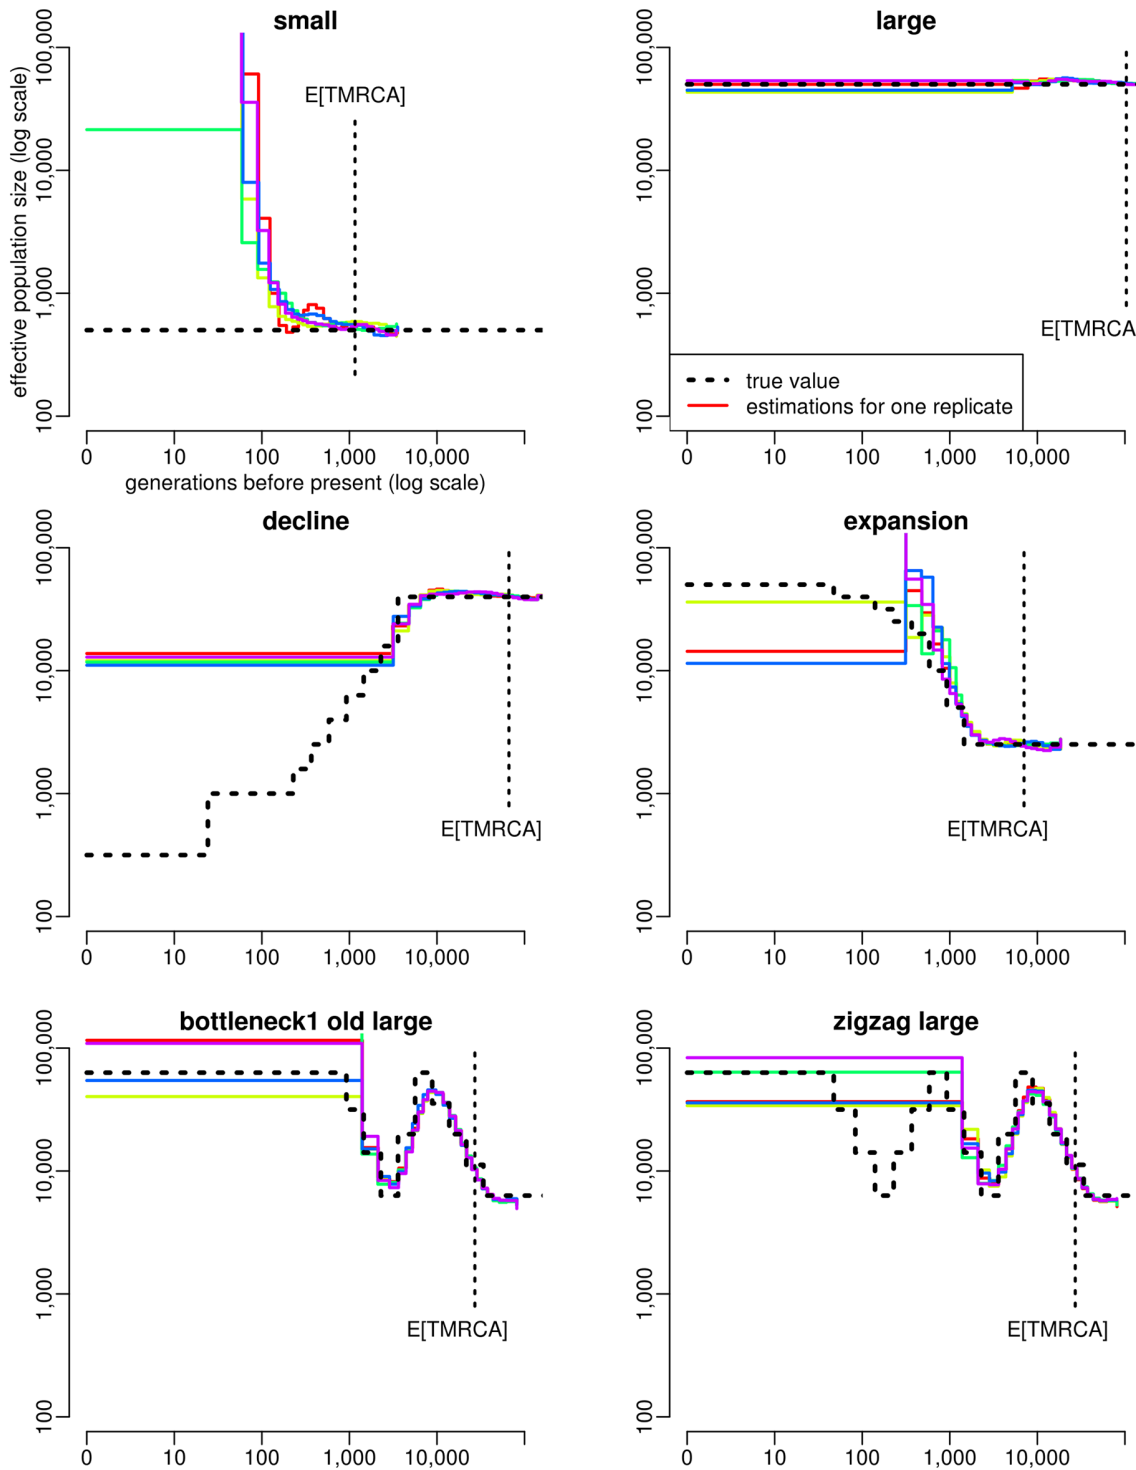 small
large
effective population size (log scale)
100,000
10,000
1,000
100
E[TMRCA]
0 10 100 1,000 10,000
generations before present (log scale)
100,000
10,000
1,000
100
E[TMRCA
true value
estimations for one replicate
0 10 100 1,000 10,000
decline
expansion
100,000
10,000
1,000
100
E[TMRCA]
0 10 100 1,000 10,000
100,000
10,000
1,000
100
E[TMRCA]
0 10 100 1,000 10,000
bottleneck1 old large
zigzag large
100,000
10,000
1,000
100
E[TMRCA]
0 10 100 1,000 10,000
100,000
10,000
1,000
100
E[TMRCA]
0 10 100 1,000 10,000